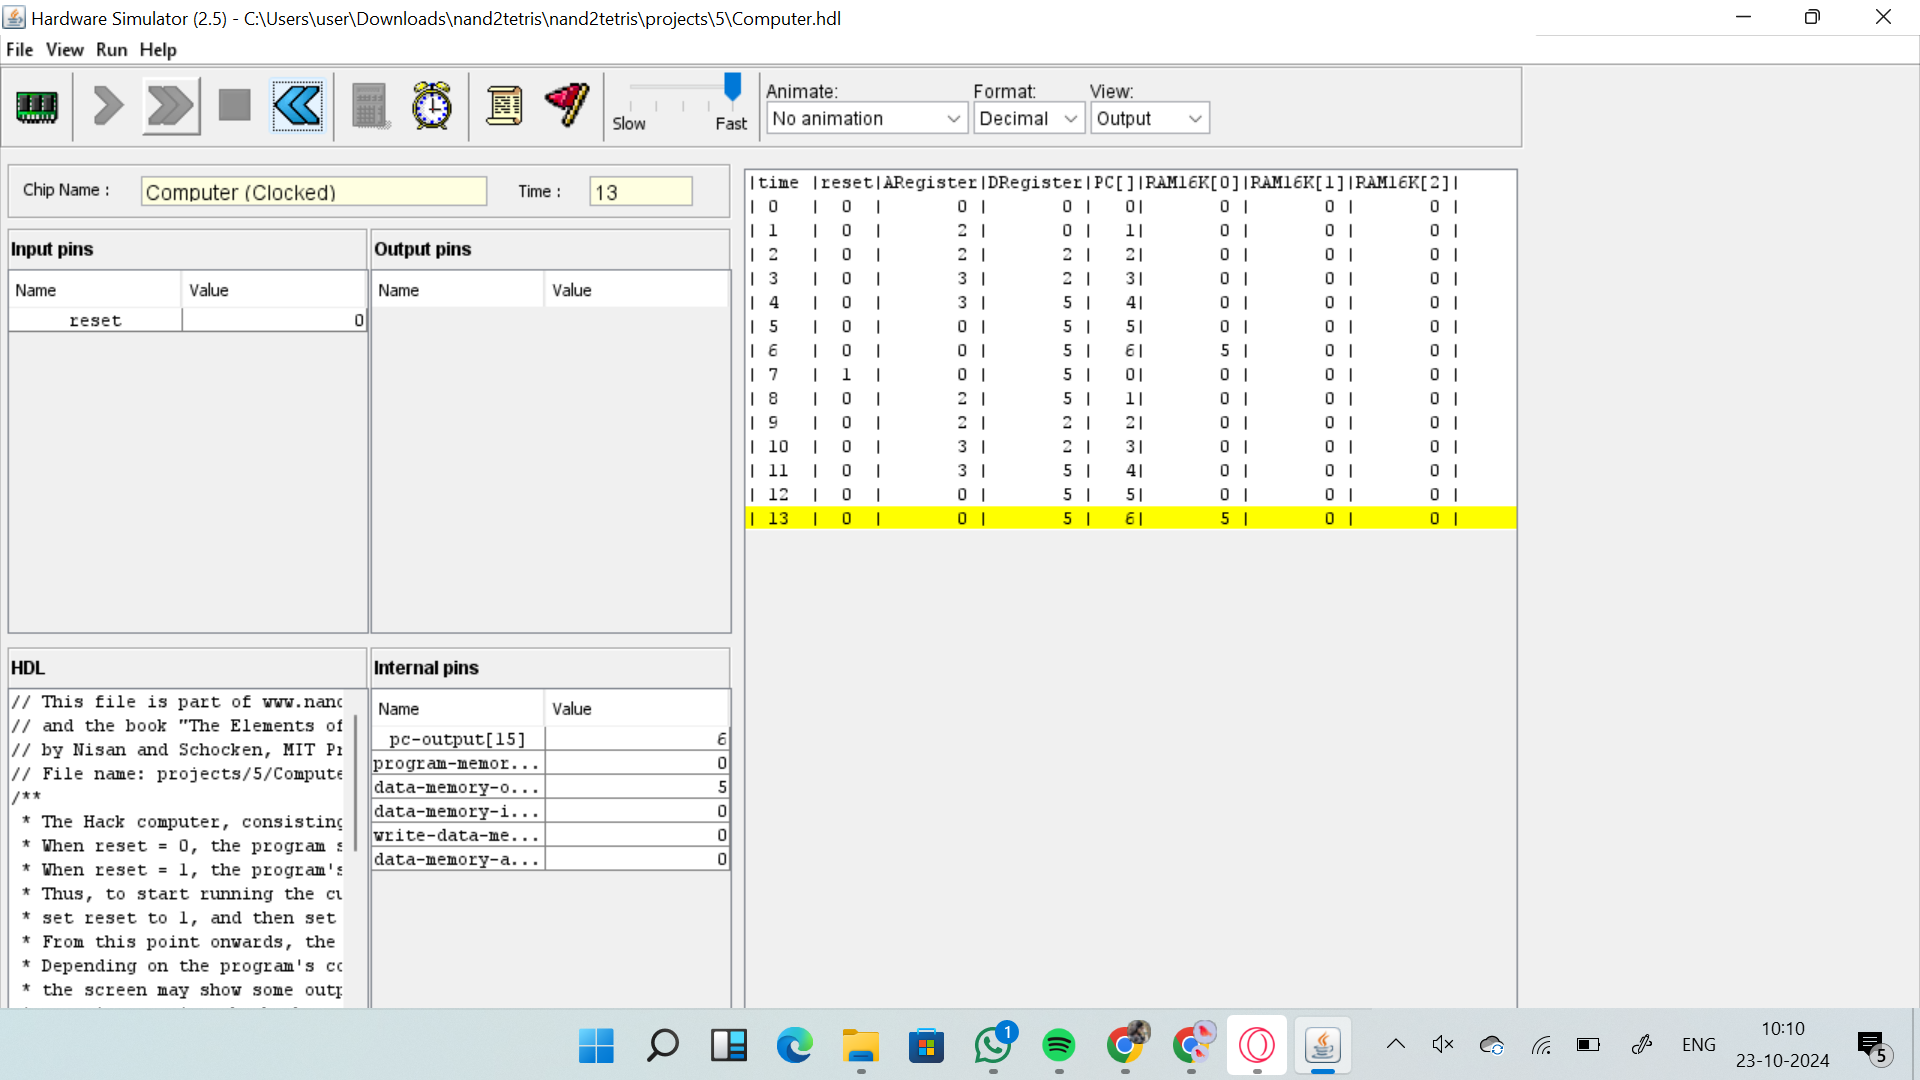 Hardware Simulator (2.5) - C:\Users\user\Downloads\nand2tetris\nand2tetris\projects\5\Computer.hdl
File View Run Help
Slow Fast
Animate: Format: View:
No animation Decimal Output
Chip Name : Computer (Clocked) Time : 13
Input pins
Name Value
reset 0
Output pins
Name Value
HDL
// This file is part of www.nand
// and the book "The Elements of
// by Nisan and Schocken, MIT Pr
// File name: projects/5/Compute
/**
* The Hack computer, consisting
* When reset = 0, the program s
* When reset = 1, the program's
* Thus, to start running the cu
* set reset to 1, and then set
* From this point onwards, the
* Depending on the program's co
* the screen may show some outp
Internal pins
Name Value
pc-output[15] 6
program-memor... 0
data-memory-o... 5
data-memory-i... 0
write-data-me... 0
data-memory-a... 0
|time |reset|ARegister|DRegister|PC[]|RAM16K[0]|RAM16K[1]|RAM16K[2]|
| 0 | 0 | 0 | 0 | 0| 0 | 0 | 0 |
| 1 | 0 | 2 | 0 | 1| 0 | 0 | 0 |
| 2 | 0 | 2 | 2 | 2| 0 | 0 | 0 |
| 3 | 0 | 3 | 2 | 3| 0 | 0 | 0 |
| 4 | 0 | 3 | 5 | 4| 0 | 0 | 0 |
| 5 | 0 | 0 | 5 | 5| 0 | 0 | 0 |
| 6 | 0 | 0 | 5 | 6| 5 | 0 | 0 |
| 7 | 1 | 0 | 5 | 0| 0 | 0 | 0 |
| 8 | 0 | 2 | 5 | 1| 0 | 0 | 0 |
| 9 | 0 | 2 | 2 | 2| 0 | 0 | 0 |
| 10 | 0 | 3 | 2 | 3| 0 | 0 | 0 |
| 11 | 0 | 3 | 5 | 4| 0 | 0 | 0 |
| 12 | 0 | 0 | 5 | 5| 0 | 0 | 0 |
| 13 | 0 | 0 | 5 | 6| 5 | 0 | 0 |
1
ENG
10:10
23-10-2024
5